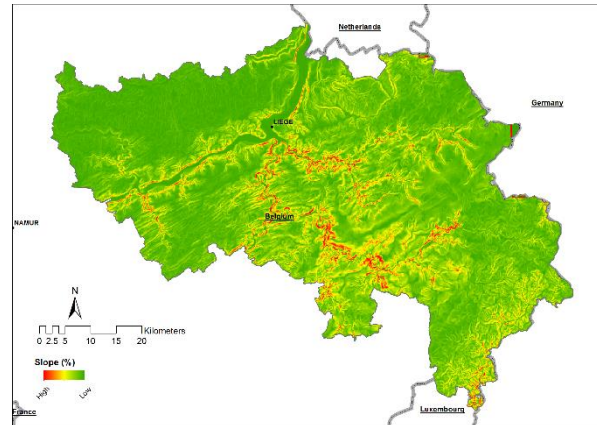 Netherlands
Germany
LIEGE
NAMUR
Belgium
N
0 2.5 5 10 15 20
Kilometers
Slope (%)
High
Low
France
Luxembourg